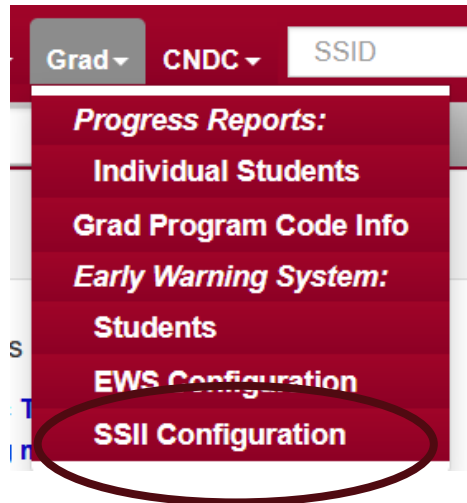 Grad CNDC SSID
Progress Reports:
Individual Students
Grad Program Code Info
Early Warning System:
Students
EWS Configuration
SSII Configuration